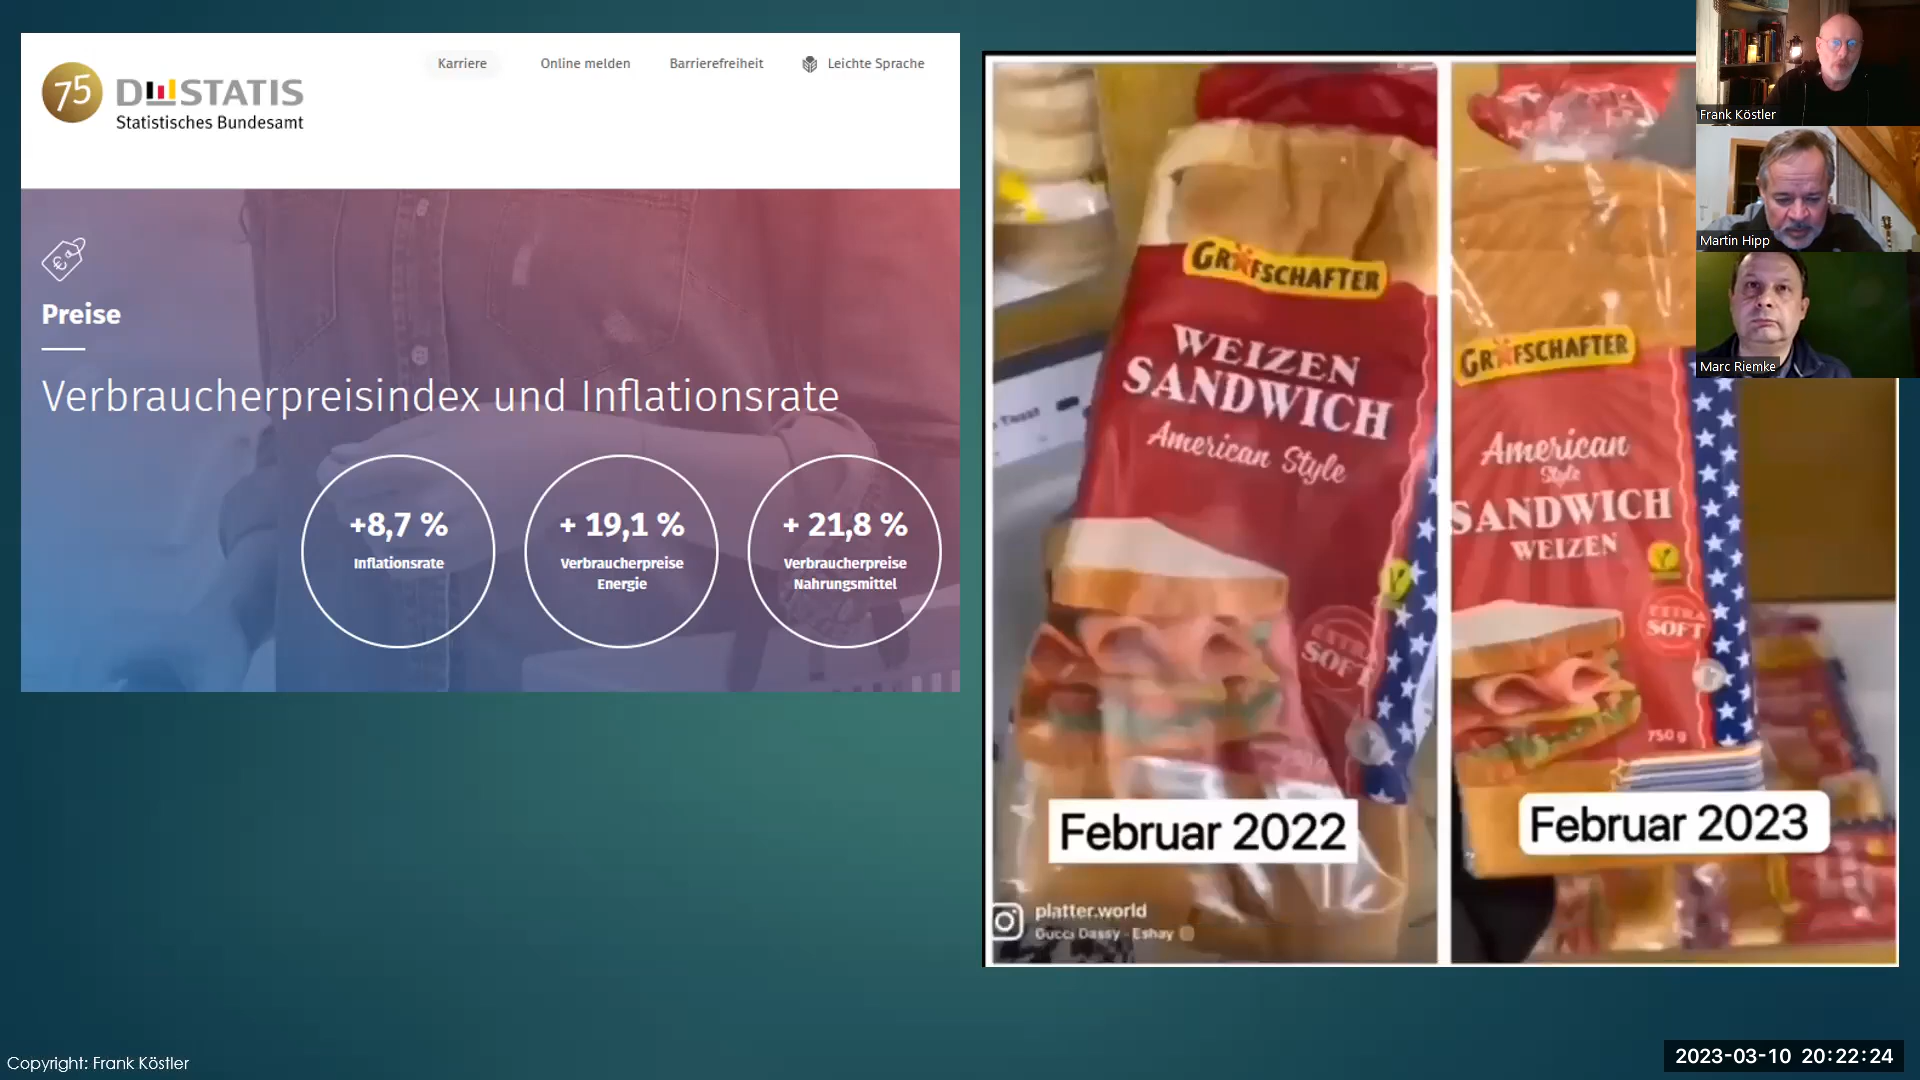 Karriere
Online melden
Barrierefreiheit
Leichte Sprache
75
DESTATIS
Statistisches Bundesamt
€
Preise
Verbraucherpreisindex und Inflationsrate
+8,7 %
Inflationsrate
+ 19,1 %
Verbraucherpreise
Energie
+ 21,8 %
Verbraucherpreise
Nahrungsmittel
GRAFSCHAFTER
WEIZEN
SANDWICH
American Style
EXTRA
SOFT
Februar 2022
platter.world
Gucci Dassy - Eshay
GRAFSCHAFTER
American
Style
SANDWICH
WEIZEN
EXTRA
SOFT
750 g
Februar 2023
Frank Köstler
Martin Hipp
Marc Riemke
Copyright: Frank Köstler
2023-03-10 20:22:24